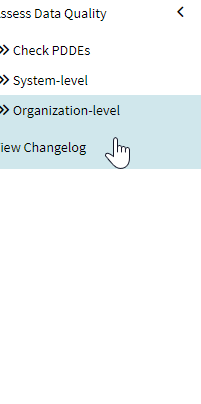 ssess Data Quality
Check PDDEs
System-level
Organization-level
iew Changelog